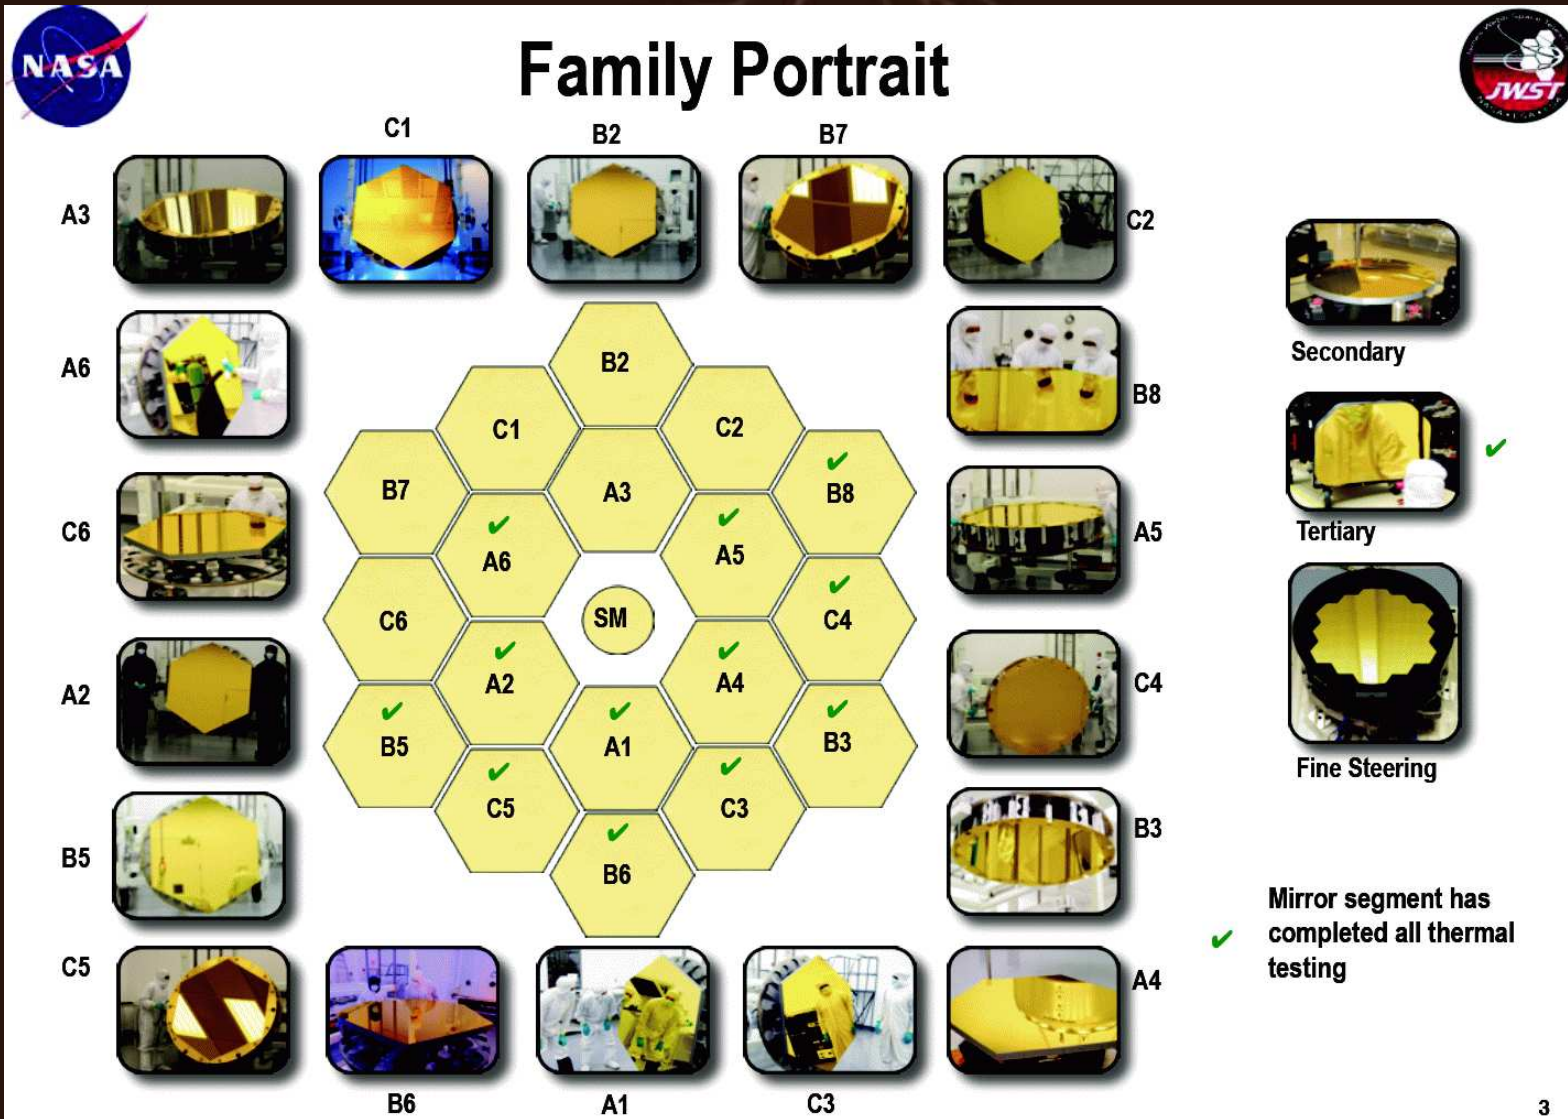 NASA
Family Portrait
JWST
C1
B2
B7
A3
C2
A6
B8
C6
A5
A2
C4
B5
B3
C5
A4
B6
A1
C3
B2
C1
C2
B7
A3
B8
A6
A5
C6
SM
C4
A2
A4
B5
A1
B3
C5
C3
B6
Secondary
Tertiary
Fine Steering
✓
Mirror segment has
completed all thermal
testing
3